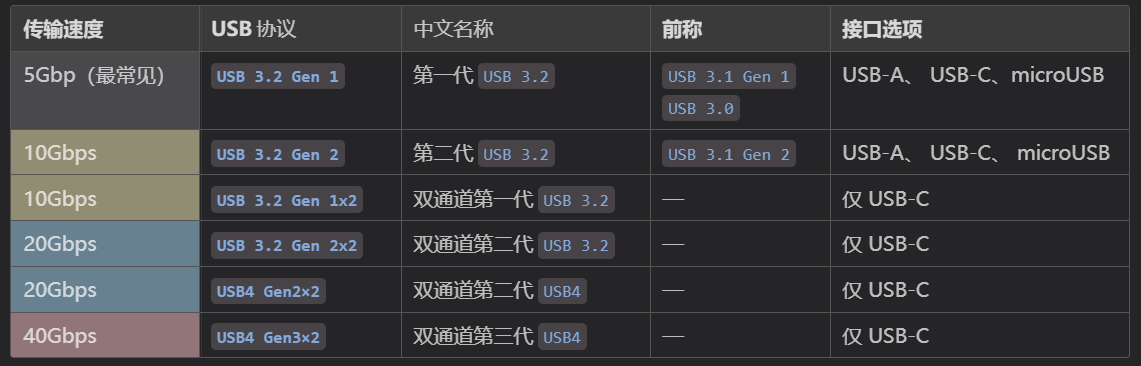 传输速度 USB 协议 中文名称 前称 接口选项
5Gbp（最常见） USB 3.2 Gen 1 第一代 USB 3.2 USB 3.1 Gen 1 USB-A、 USB-C、microUSB
USB 3.0
10Gbps USB 3.2 Gen 2 第二代 USB 3.2 USB 3.1 Gen 2 USB-A、 USB-C、 microUSB
10Gbps USB 3.2 Gen 1x2 双通道第一代 USB 3.2 — 仅 USB-C
20Gbps USB 3.2 Gen 2x2 双通道第二代 USB 3.2 — 仅 USB-C
20Gbps USB4 Gen2×2 双通道第二代 USB4 — 仅 USB-C
40Gbps USB4 Gen3×2 双通道第三代 USB4 — 仅 USB-C